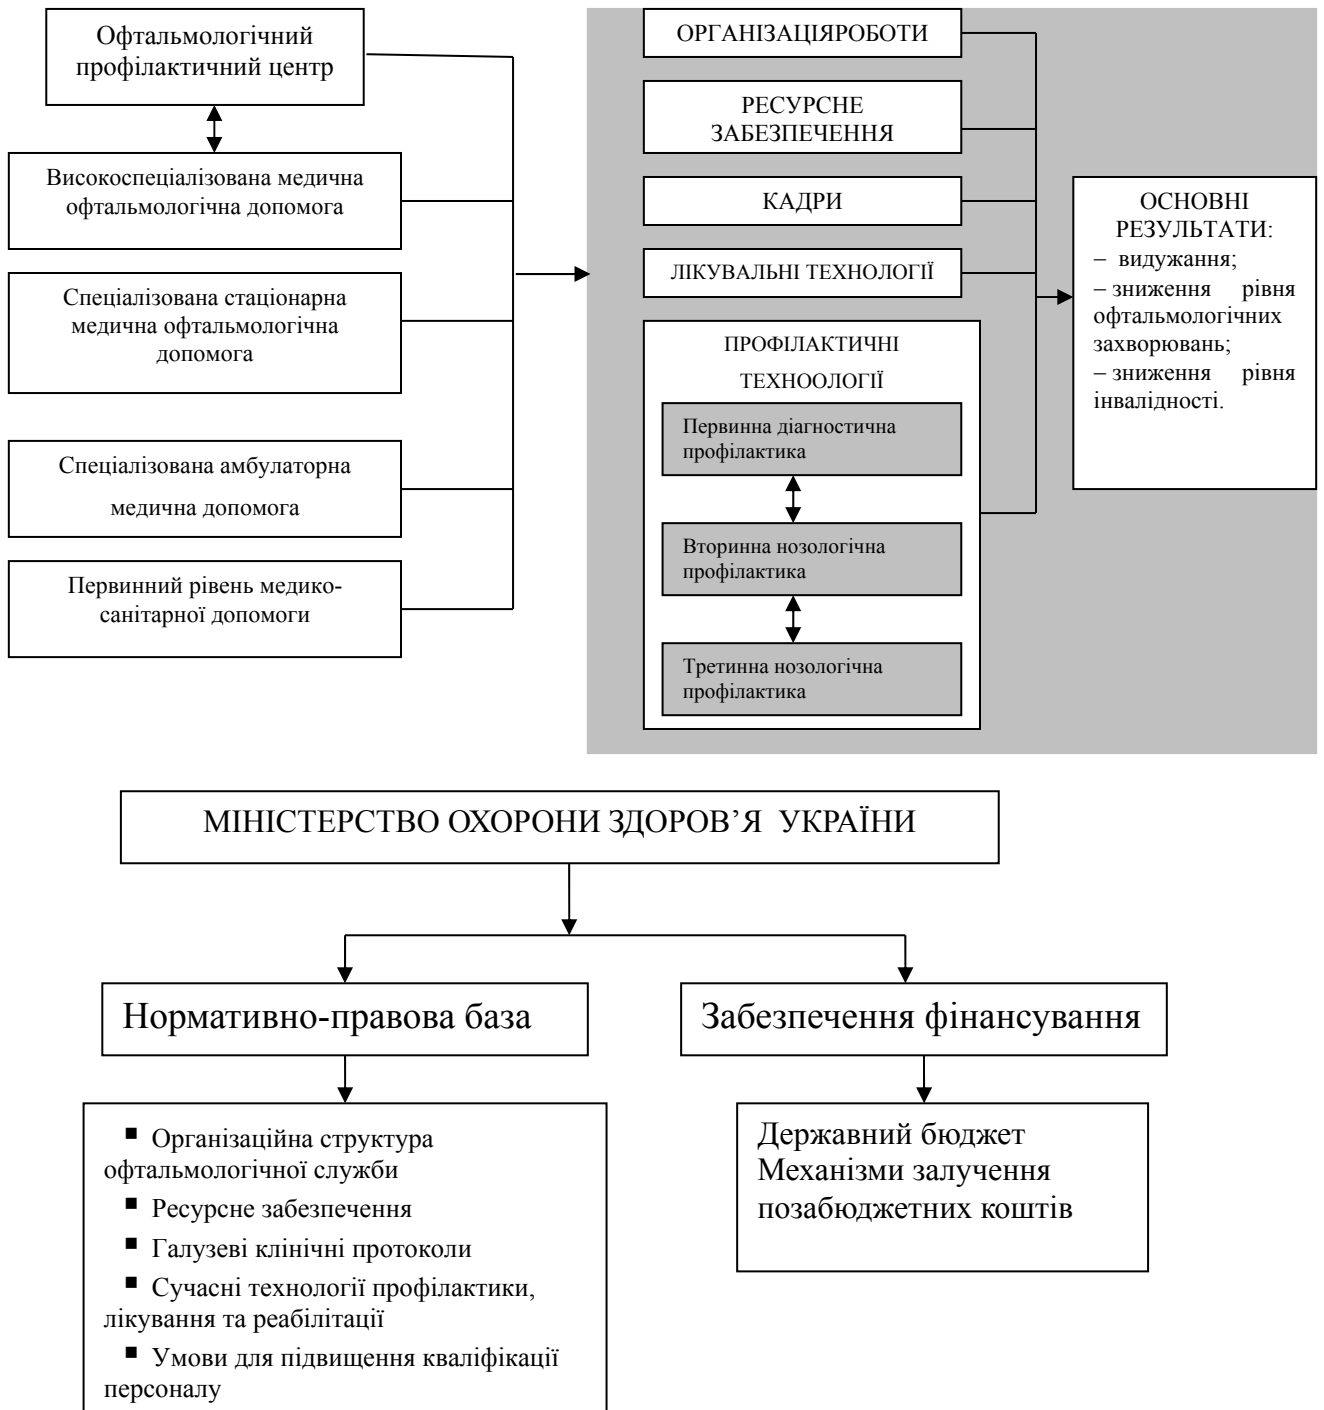 Офтальмологічний
профілактичний центр
Високоспеціалізована медична
офтальмологічна допомога
Спеціалізована стаціонарна
медична офтальмологічна
допомога
Спеціалізована амбулаторна
медична допомога
Первинний рівень медико-
санітарної допомоги
ОРГАНІЗАЦІЯРОБОТИ
РЕСУРСНЕ
ЗАБЕЗПЕЧЕННЯ
КАДРИ
ЛІКУВАЛЬНІ ТЕХНОЛОГІЇ
ПРОФІЛАКТИЧНІ
ТЕХНООЛОГІЇ
Первинна діагностична
профілактика
Вторинна нозологічна
профілактика
Третинна нозологічна
профілактика
ОСНОВНІ
РЕЗУЛЬТАТИ:
– видужання;
– зниження рівня
офтальмологічних
захворювань;
– зниження рівня
інвалідності.
МІНІСТЕРСТВО ОХОРОНИ ЗДОРОВ’Я УКРАЇНИ
Нормативно-правова база
Забезпечення фінансування
▪ Організаційна структура
офтальмологічної служби
▪ Ресурсне забезпечення
▪ Галузеві клінічні протоколи
▪ Сучасні технології профілактики,
лікування та реабілітації
▪ Умови для підвищення кваліфікації
персоналу
Державний бюджет
Механізми залучення
позабюджетних коштів